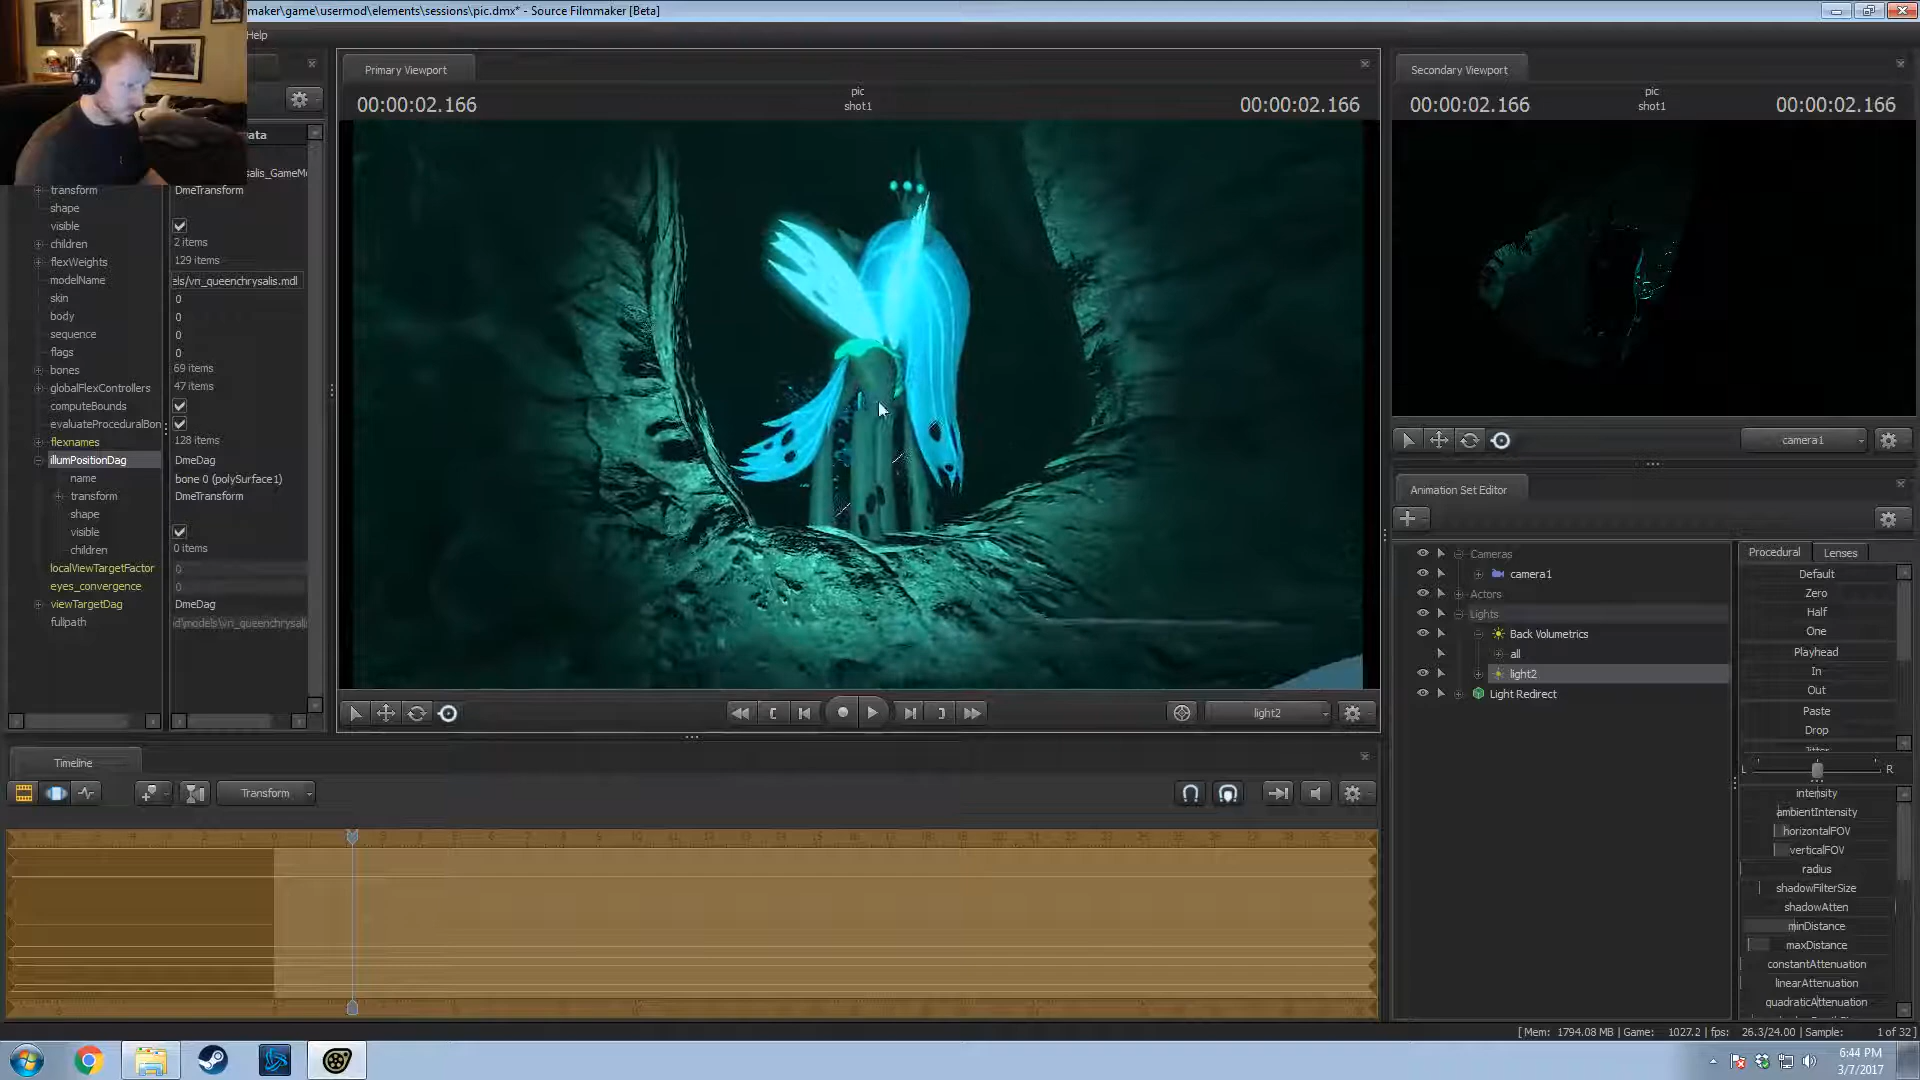 maker\game\usermod\elements\sessions\pic.dmx* - Source Filmmaker [Beta]
Help
Primary Viewport
00:00:02.166
pic
shot1
00:00:02.166
Secondary Viewport
00:00:02.166
pic
shot1
00:00:02.166
ata
salis_GameMo
transform
DmeTransform
shape
visible
children
2 items
flexWeights
129 items
modelName
els/vn_queenchrysalis.mdl
skin
0
body
0
sequence
0
flags
0
bones
69 items
globalFlexControllers
47 items
computeBounds
evaluateProceduralBon
flexnames
128 items
illumPositionDag
DmeDag
name
bone 0 (polySurface1)
transform
DmeTransform
shape
visible
children
0 items
localViewTargetFactor
0
eyes_convergence
0
viewTargetDag
DmeDag
fullpath
d\models\vn_queenchrysalis
light2
camera1
Animation Set Editor
Cameras
camera1
Actors
Lights
Back Volumetrics
all
light2
Light Redirect
Procedural
Lenses
Default
Zero
Half
One
Playhead
In
Out
Paste
Drop
Jitter
L
R
intensity
ambientIntensity
horizontalFOV
verticalFOV
radius
shadowFilterSize
shadowAtten
minDistance
maxDistance
constantAttenuation
linearAttenuation
quadraticAttenuation
Timeline
Transform
[ Mem: 1794.08 MB | Game: 1027.2 | fps: 26.3/24.00 | Sample: 1 of 32 ]
6:44 PM
3/7/2017